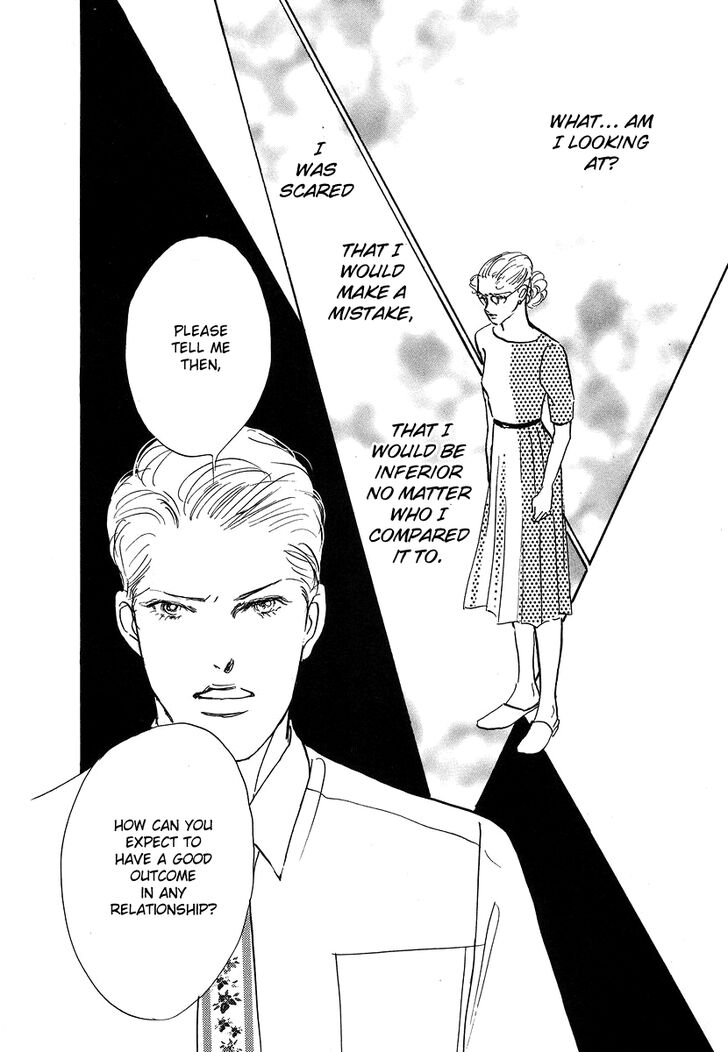 WHAT... AM
I LOOKING
AT?
I
WAS
SCARED
THAT I
WOULD
MAKE A
MISTAKE,
THAT I
WOULD BE
INFERIOR
NO MATTER
WHO I
COMPARED
IT TO.
PLEASE
TELL ME
THEN,
HOW CAN YOU
EXPECT TO
HAVE A GOOD
OUTCOME
IN ANY
RELATIONSHIP?